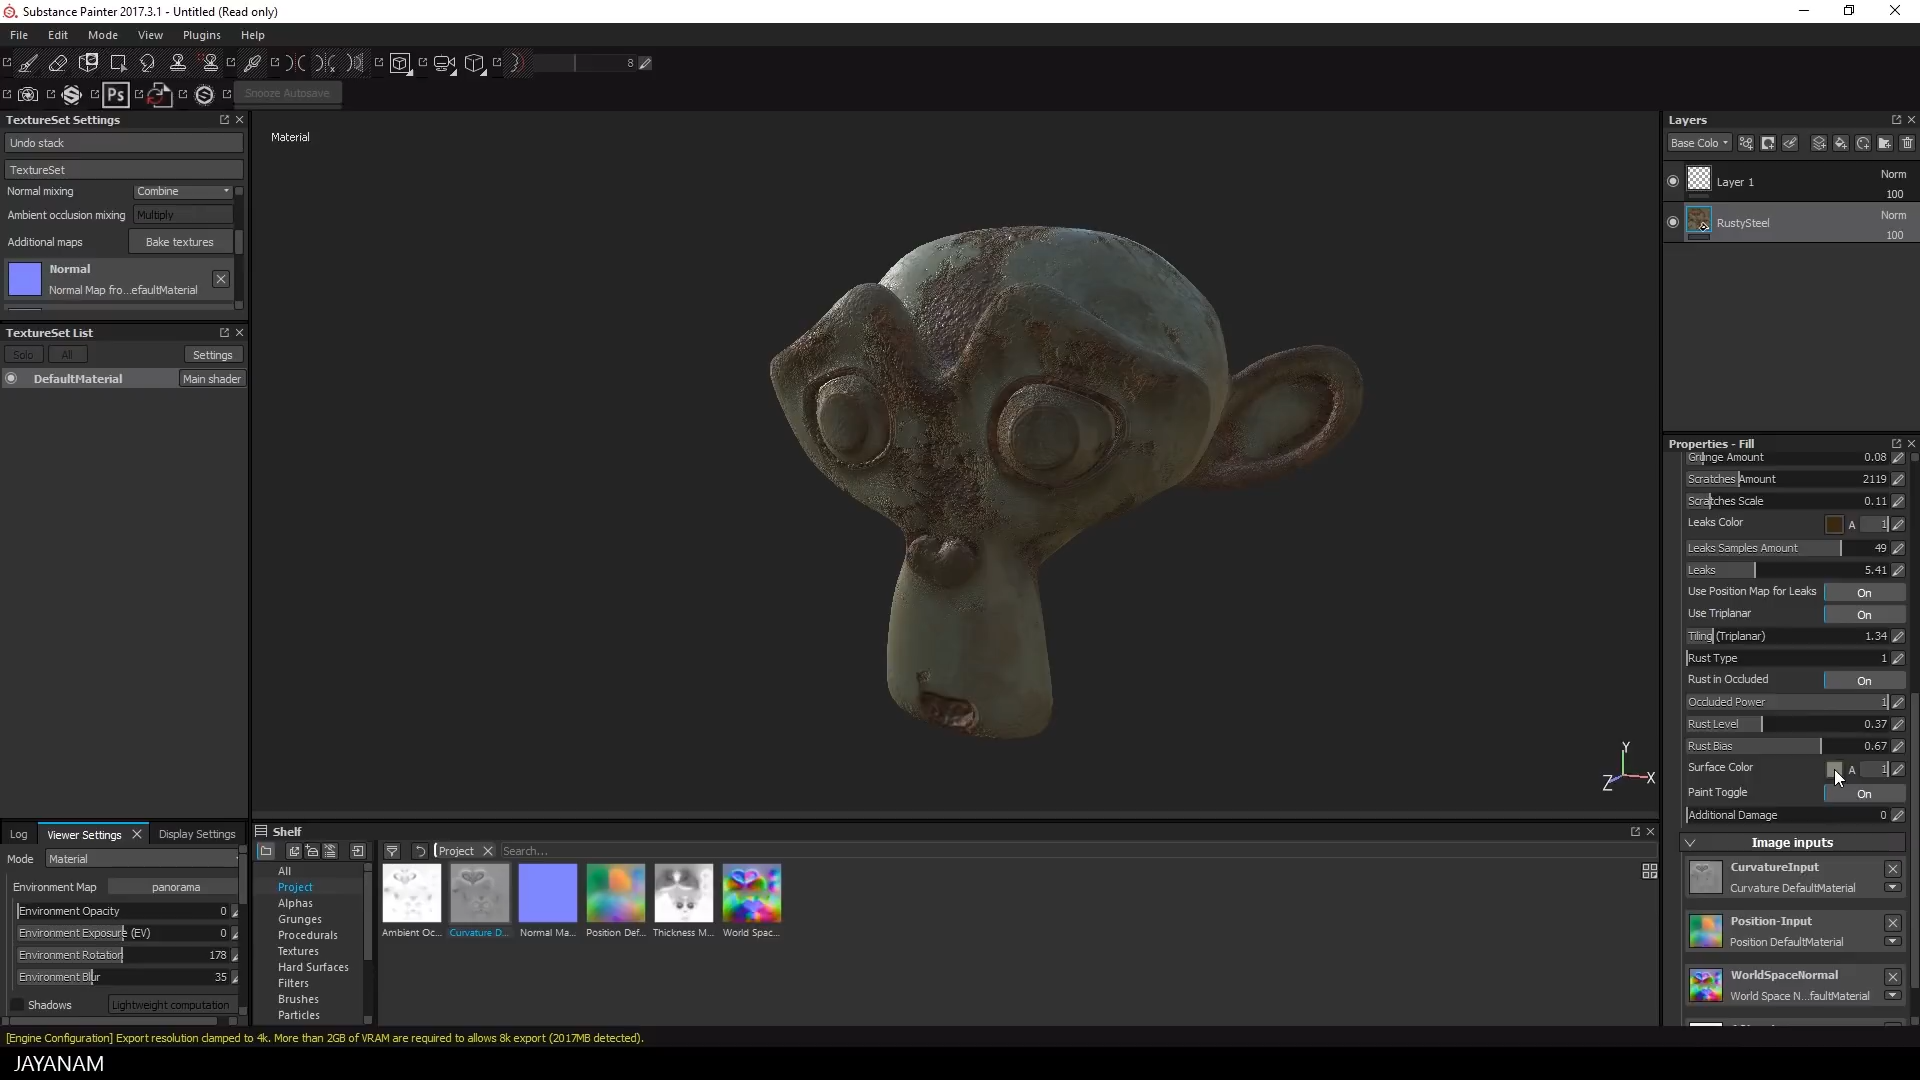 Substance Painter 2017.3.1 - Untitled (Read only)
File Edit Mode View Plugins Help
8
Ps
Snooze Autosave
TextureSet Settings
Undo stack
TextureSet
Normal mixing Combine
Ambient occlusion mixing Multiply
Additional maps Bake textures
Normal
Normal Map fro...efaultMaterial
TextureSet List
Solo All Settings
DefaultMaterial Main shader
Material
Y
Z X
Layers
Base Colo
Layer 1 Norm
100
RustySteel Norm
100
Properties - Fill
Grunge Amount 0.08
Scratches Amount 2119
Scratches Scale 0.11
Leaks Color A 1
Leaks Samples Amount 49
Leaks 5.41
Use Position Map for Leaks On
Use Triplanar On
Tiling (Triplanar) 1.34
Rust Type 1
Rust in Occluded On
Occluded Power 1
Rust Level 0.37
Rust Bias 0.67
Surface Color A 1
Paint Toggle On
Additional Damage 0
Image inputs
CurvatureInput
Curvature DefaultMaterial
Position-Input
Position DefaultMaterial
WorldSpaceNormal
World Space N...faultMaterial
Log Viewer Settings Display Settings
Mode Material
Environment Map panorama
Environment Opacity 0
Environment Exposure (EV) 0
Environment Rotation 178
Environment Blur 35
Shadows Lightweight computation
Shelf
Project Search...
All
Project
Alphas
Grunges
Procedurals
Textures
Hard Surfaces
Filters
Brushes
Particles
Ambient Oc... Curvature D... Normal Ma... Position Def... Thickness M... World Spac...
[Engine Configuration] Export resolution clamped to 4k. More than 2GB of VRAM are required to allows 8k export (2017MB detected).
JAYANAM